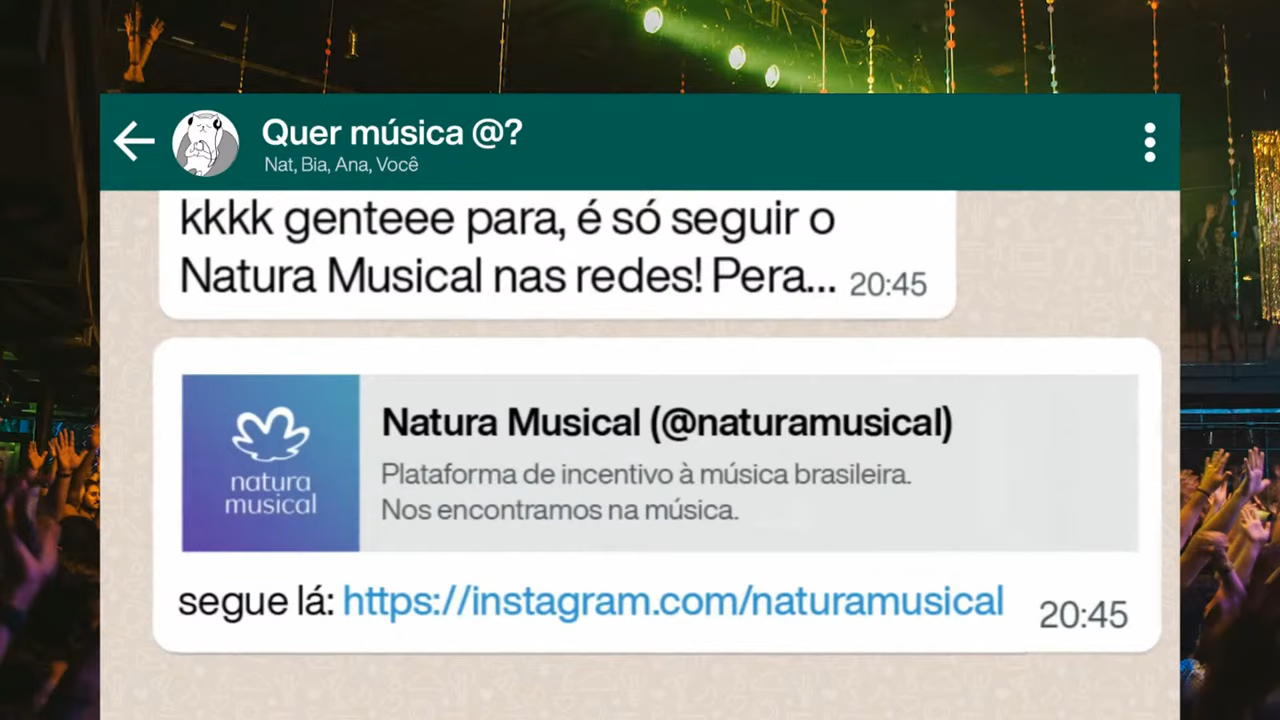 Quer música @?
Nat, Bia, Ana, Você
kkkk genteee para, é só seguir o
Natura Musical nas redes! Pera... 20:45
natura
musical
Natura Musical (@naturamusical)
Plataforma de incentivo à música brasileira.
Nos encontramos na música.
segue lá: https://instagram.com/naturamusical 20:45